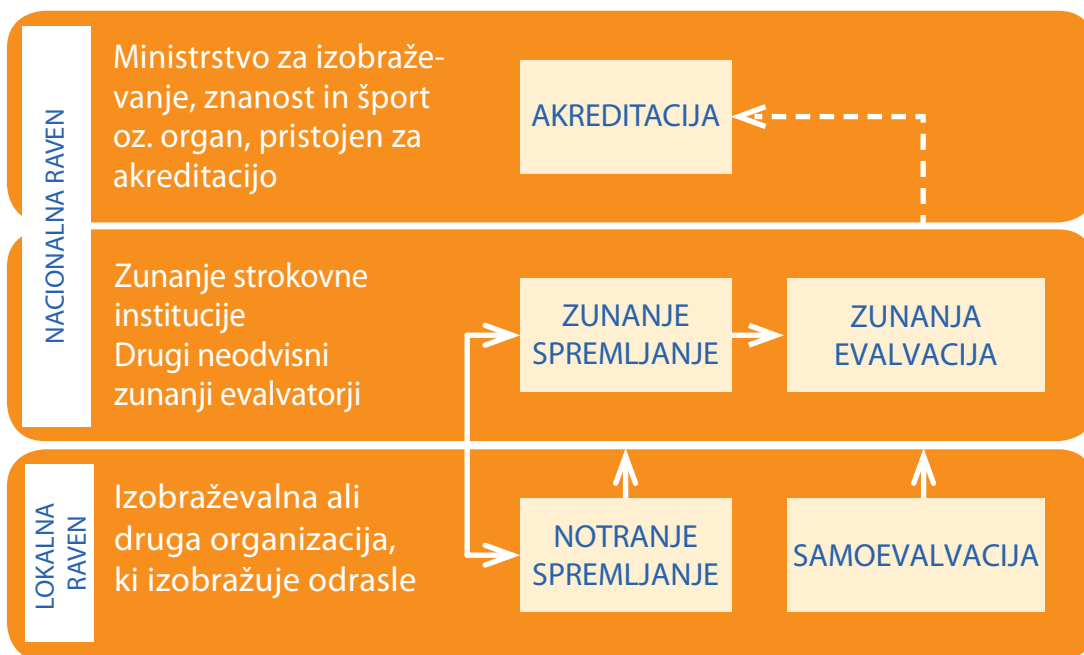 NACIONALNA RAVEN
Ministrstvo za izobraže-
vanje, znanost in šport
oz. organ, pristojen za
akreditacijo
AKREDITACIJA
Zunanje strokovne
institucije
Drugi neodvisni
zunanji evalvatorji
ZUNANJE
SPREMLJANJE
ZUNANJA
EVALVACIJA
LOKALNA
RAVEN
Izobraževalna ali
druga organizacija,
ki izobražuje odrasle
NOTRANJE
SPREMLJANJE
SAMOEVALVACIJA